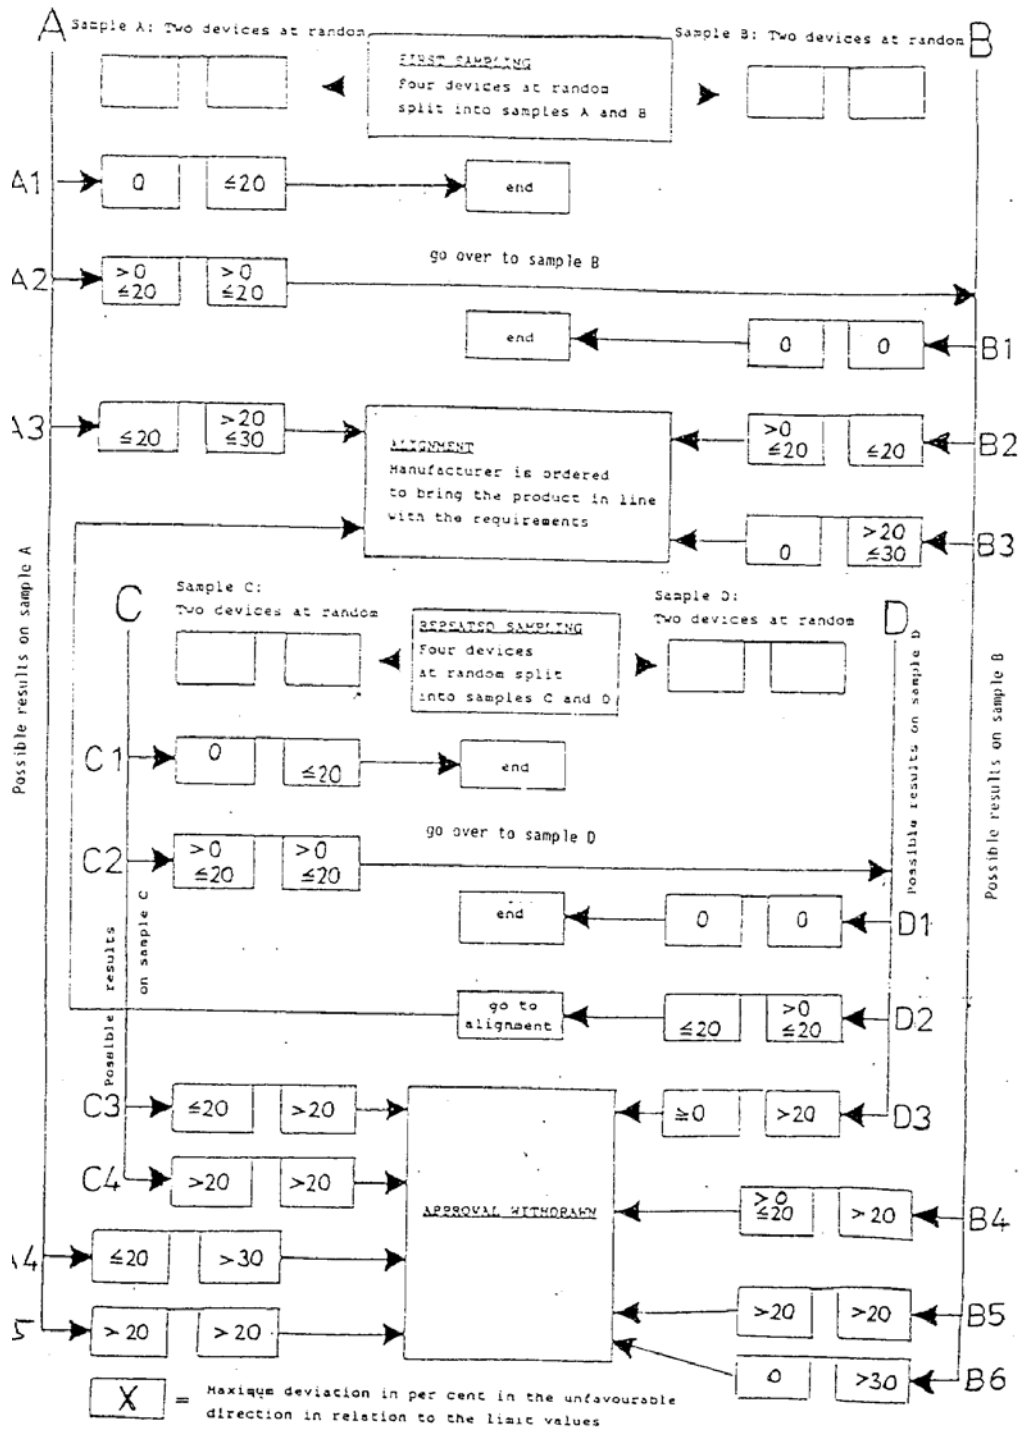 A
Sample A: Two devices at random
Sample B: Two devices at random
B
FIRST SAMPLING
Four devices at random
split into samples A and B
A1
0
≦20
end
A2
>0
≦20
>0
≦20
go over to sample B
end
0
0
B1
A3
≦20
>20
≦30
ALIGNMENT
Manufacturer is ordered
to bring the product in line
with the requirements
>0
≦20
≦20
B2
0
>20
≦30
B3
Possible results on sample A
C
Sample C:
Two devices at random
REPEATED SAMPLING
Four devices
at random split
into samples C and D
Sample D:
Two devices at random
D
Possible results on sample D
Possible results on sample B
C1
0
≦20
end
C2
>0
≦20
>0
≦20
go over to sample D
end
0
0
D1
Possible results
on sample C
go to
alignment
≦20
>0
≦20
D2
C3
≦20
>20
≧0
>20
D3
C4
>20
>20
APPROVAL WITHDRAWN
>0
≦20
>20
B4
A4
≦20
>30
5
>20
>20
>20
>20
B5
0
>30
B6
X
= Maximum deviation in per cent in the unfavourable
direction in relation to the limit values